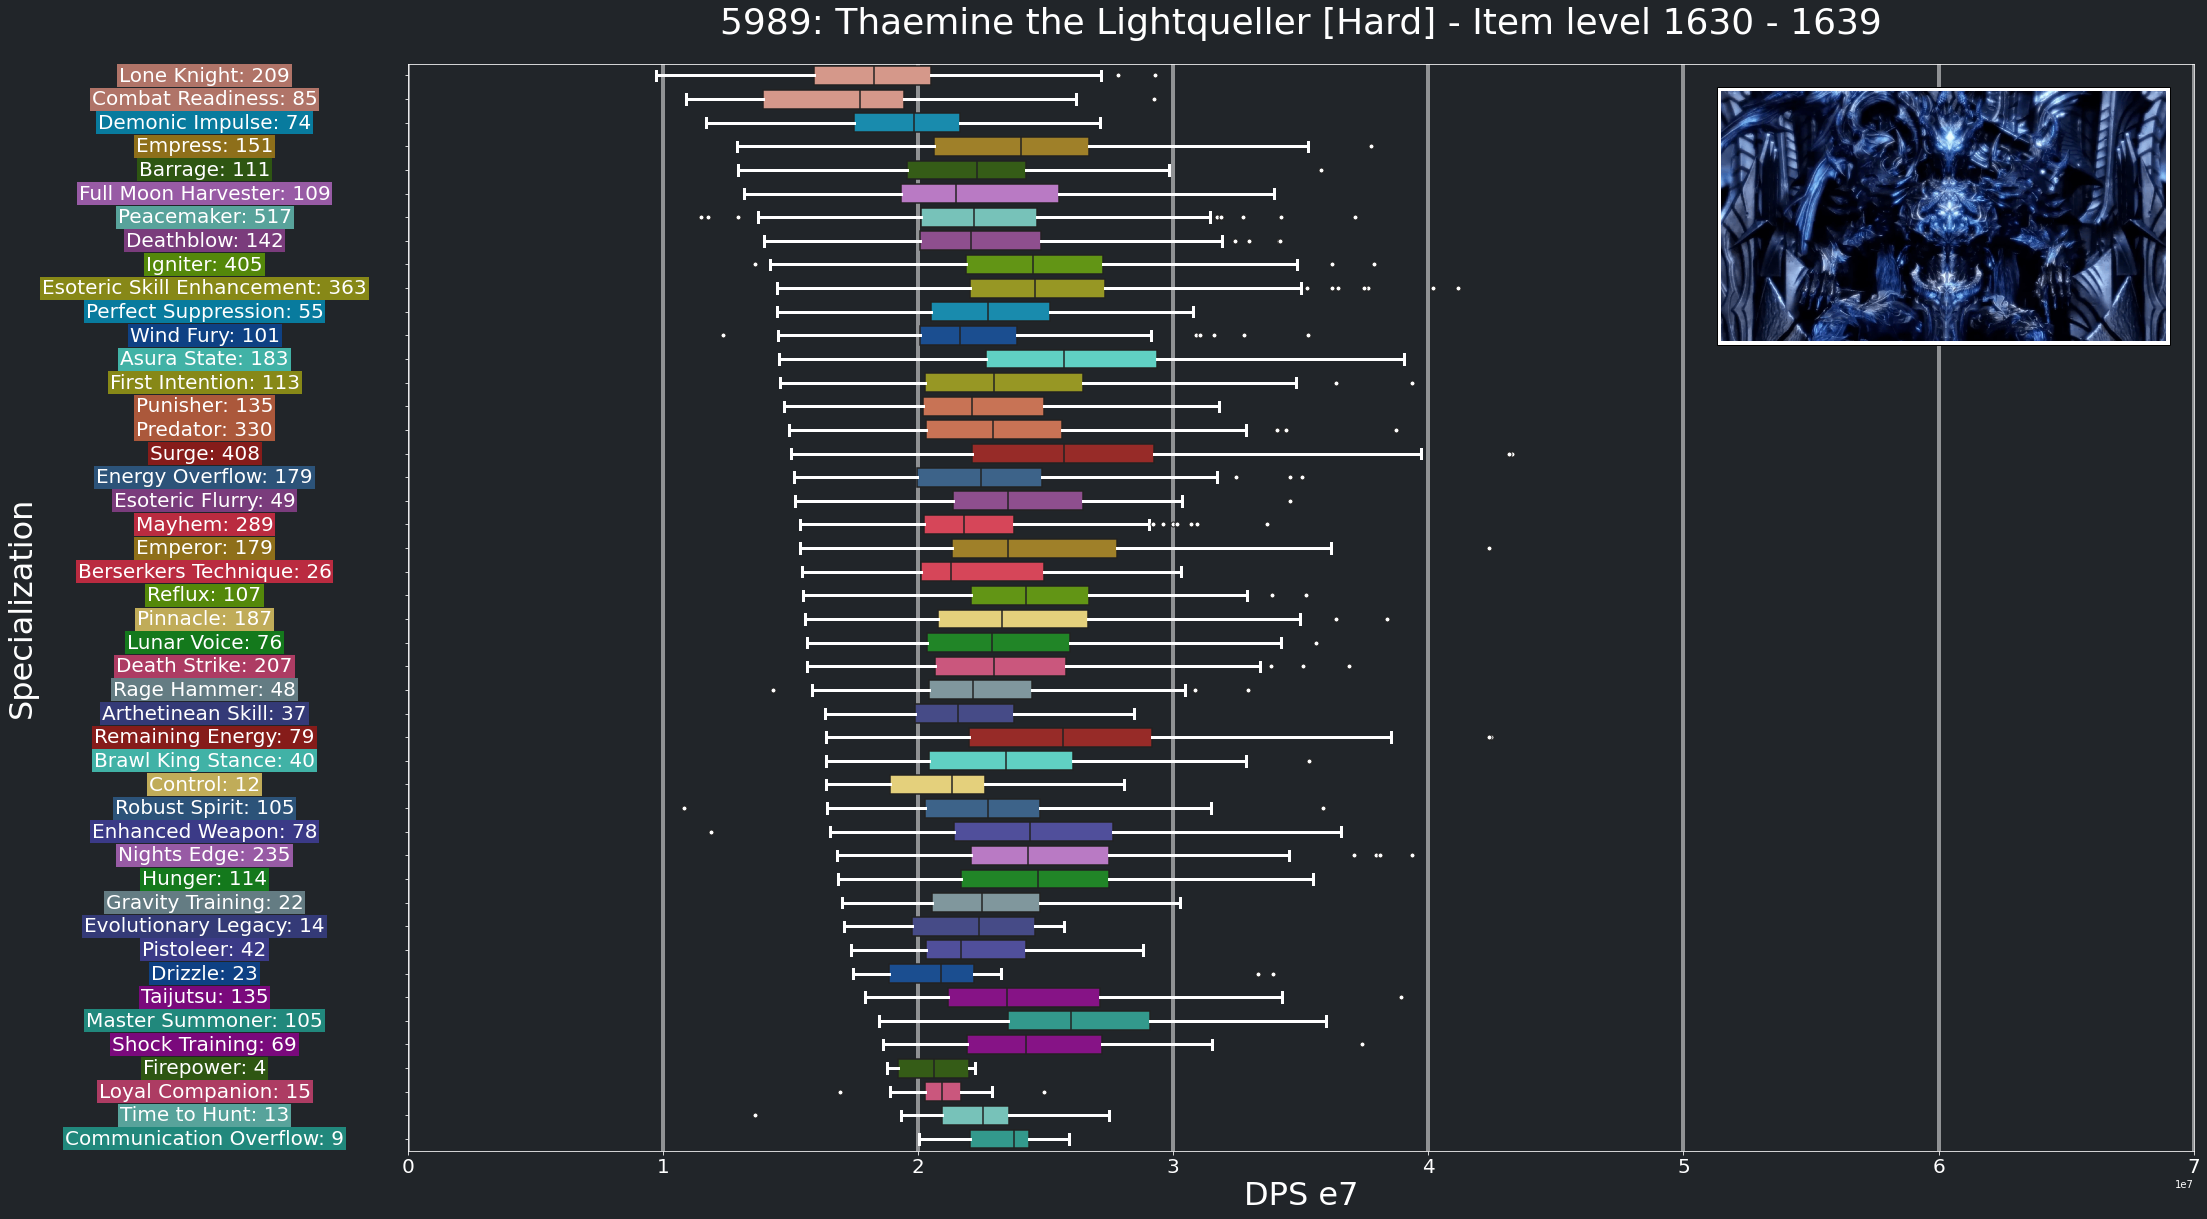 5989: Thaemine the Lightqueller [Hard] - Item level 1630 - 1639
Lone Knight: 209
Combat Readiness: 85
Demonic Impulse: 74
Empress: 151
Barrage: 111
Full Moon Harvester: 109
Peacemaker: 517
Deathblow: 142
Igniter: 405
Esoteric Skill Enhancement: 363
Perfect Suppression: 55
Wind Fury: 101
Asura State: 183
First Intention: 113
Punisher: 135
Predator: 330
Surge: 408
Energy Overflow: 179
Esoteric Flurry: 49
Mayhem: 289
Emperor: 179
Berserkers Technique: 26
Reflux: 107
Pinnacle: 187
Lunar Voice: 76
Death Strike: 207
Rage Hammer: 48
Arthetinean Skill: 37
Remaining Energy: 79
Brawl King Stance: 40
Control: 12
Robust Spirit: 105
Enhanced Weapon: 78
Nights Edge: 235
Hunger: 114
Gravity Training: 22
Evolutionary Legacy: 14
Pistoleer: 42
Drizzle: 23
Taijutsu: 135
Master Summoner: 105
Shock Training: 69
Firepower: 4
Loyal Companion: 15
Time to Hunt: 13
Communication Overflow: 9
Specialization
0 1 2 3 4 5 6 7
1e7
DPS e7